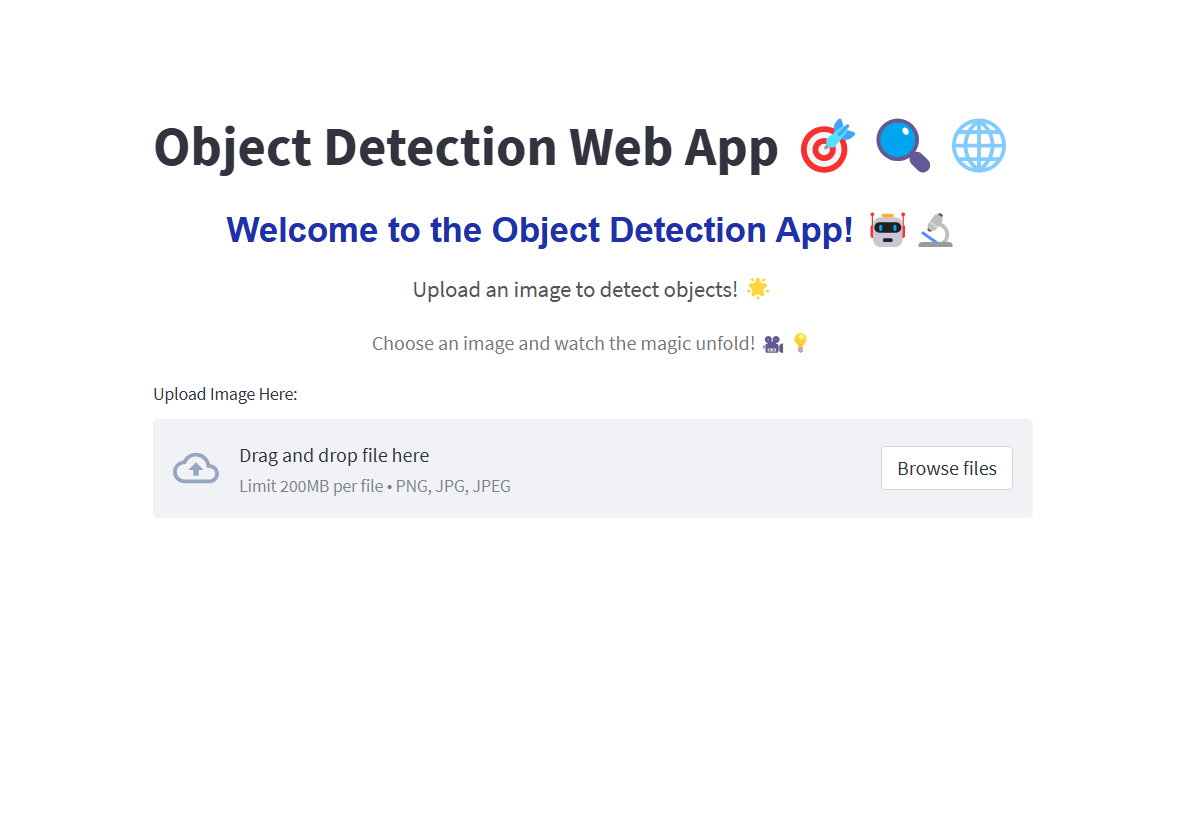 Object Detection Web App 🎯 🔍 🌐
Welcome to the Object Detection App! 🤖 🔬
Upload an image to detect objects! 🌟
Choose an image and watch the magic unfold! 🎥 💡
Upload Image Here:
Drag and drop file here
Limit 200MB per file • PNG, JPG, JPEG
Browse files